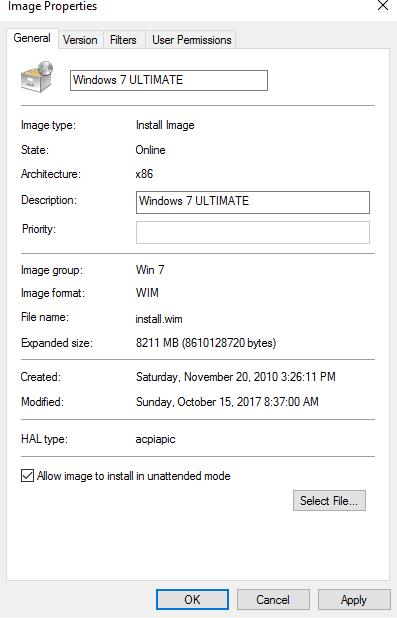 Image Properties
General Version Filters User Permissions
Windows 7 ULTIMATE
Image type: Install Image
State: Online
Architecture: x86
Description: Windows 7 ULTIMATE
Priority:
Image group: Win 7
Image format: WIM
File name: install.wim
Expanded size: 8211 MB (8610128720 bytes)
Created: Saturday, November 20, 2010 3:26:11 PM
Modified: Sunday, October 15, 2017 8:37:00 AM
HAL type: acpiapic
Allow image to install in unattended mode
Select File...
OK Cancel Apply